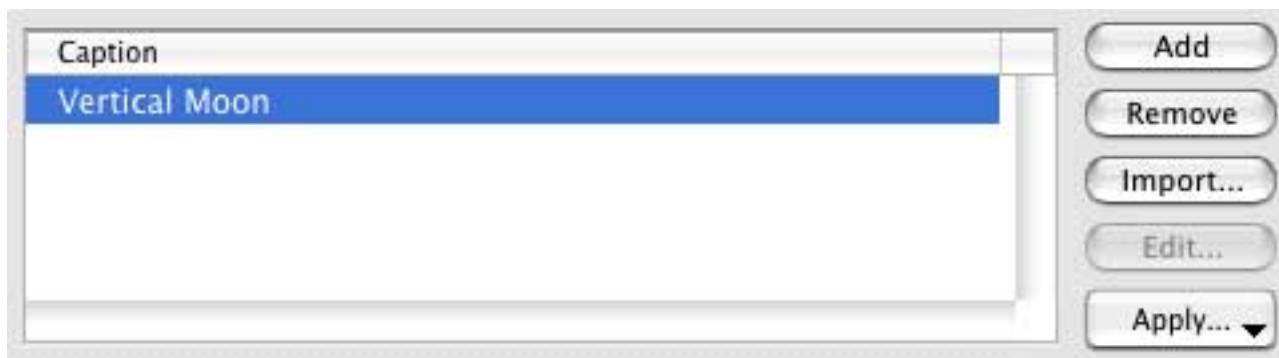 Caption
Vertical Moon
Add
Remove
Import...
Edit...
Apply...